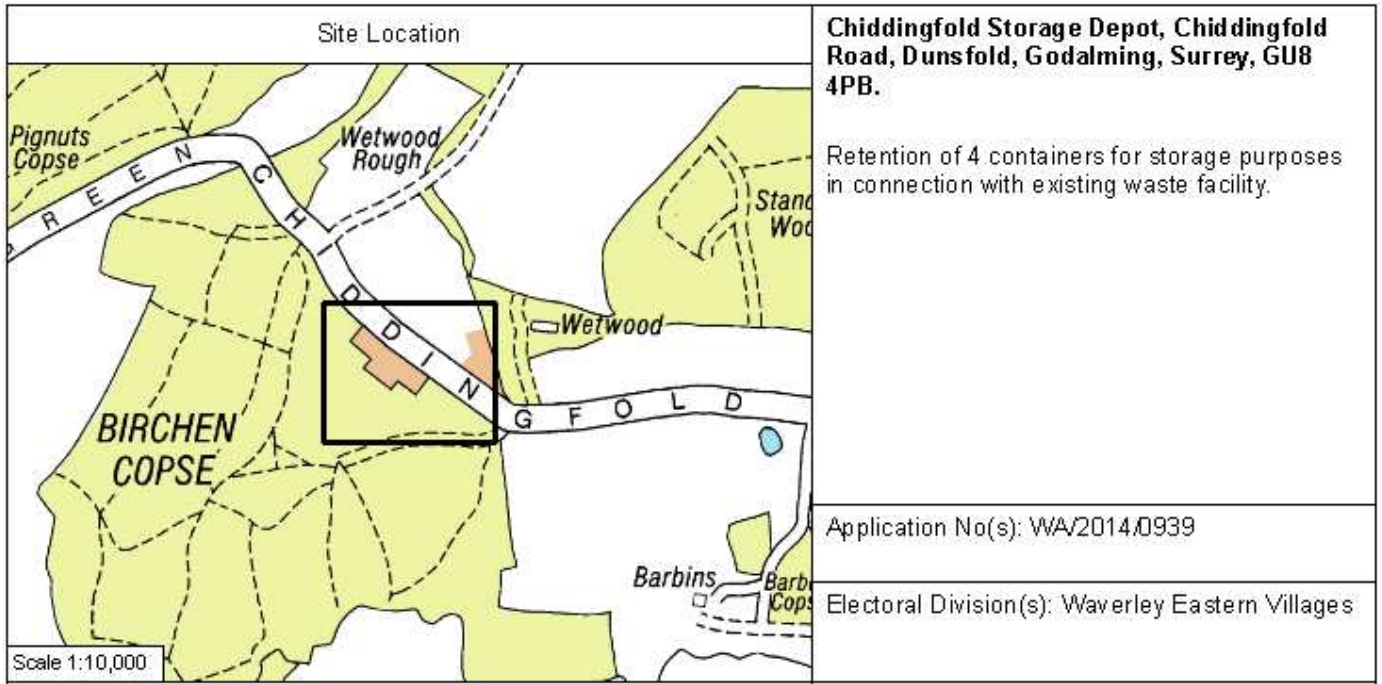 Site Location
Pignuts
Copse
Wetwood
Rough
GREEN
CHIDDINGFOLD
Wetwood
BIRCHEN
COPSE
Barbins
Scale 1:10,000
Chiddingfold Storage Depot, Chiddingfold
Road, Dunsfold, Godalming, Surrey, GU8
4PB.
Retention of 4 containers for storage purposes
in connection with existing waste facility.
Application No(s): WA/2014/0939
Electoral Division(s): Waverley Eastern Villages